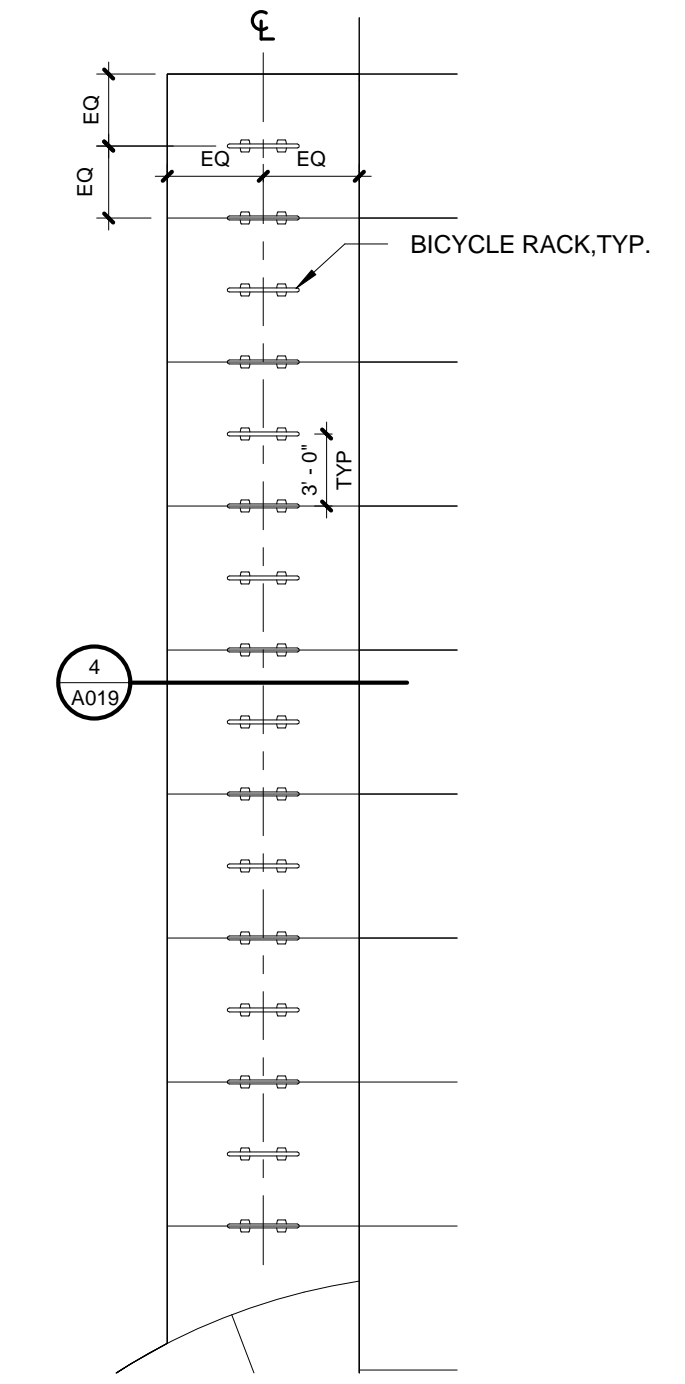 ℄
EQ
EQ
EQ EQ
BICYCLE RACK,TYP.
3' - 0"
TYP
4
A019